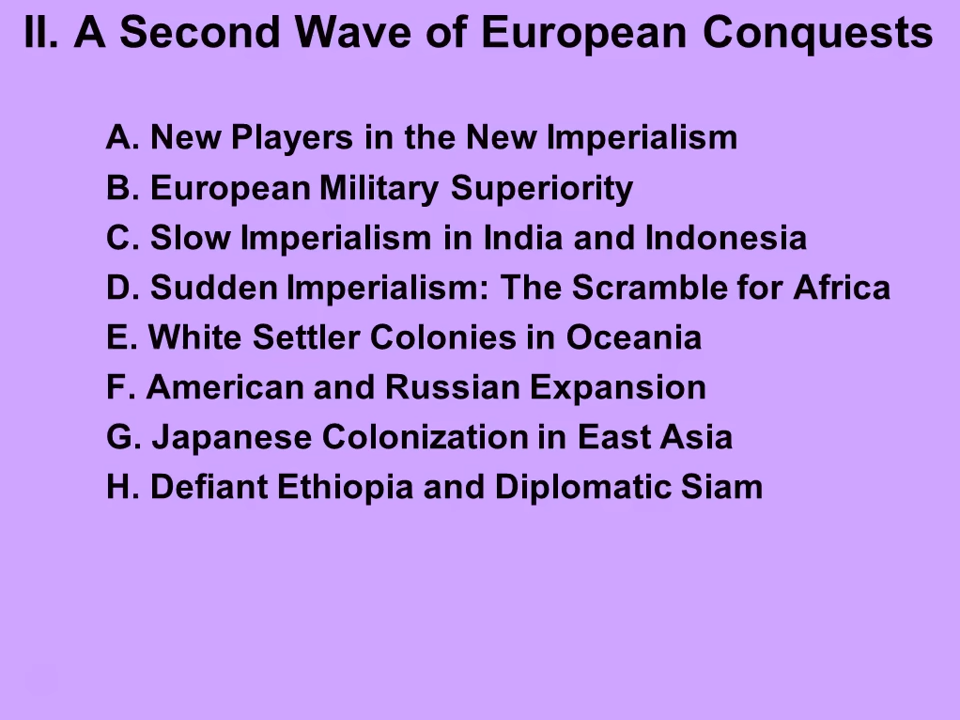 II. A Second Wave of European Conquests
A. New Players in the New Imperialism
B. European Military Superiority
C. Slow Imperialism in India and Indonesia
D. Sudden Imperialism: The Scramble for Africa
E. White Settler Colonies in Oceania
F. American and Russian Expansion
G. Japanese Colonization in East Asia
H. Defiant Ethiopia and Diplomatic Siam